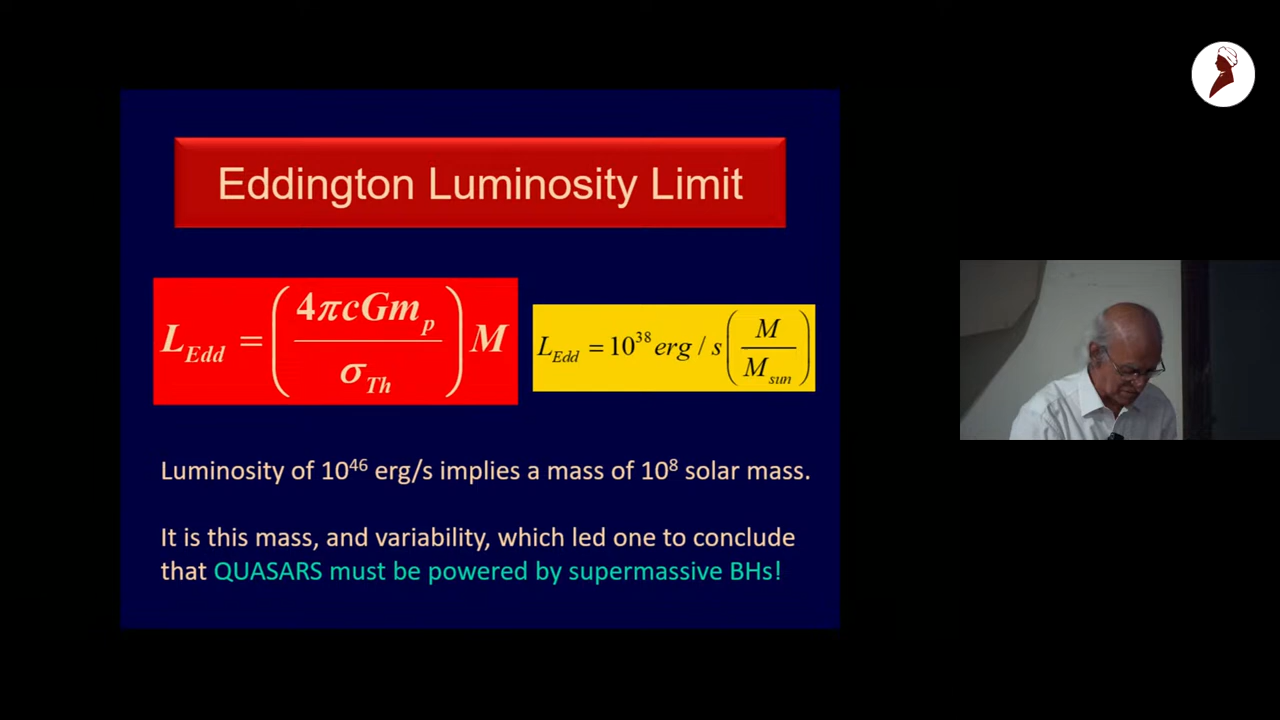 Eddington Luminosity Limit
L_Edd = (4πcGm_p / σ_Th) M
L_Edd = 10^38 erg / s (M / M_sun)
Luminosity of 10^46 erg/s implies a mass of 10^8 solar mass.
It is this mass, and variability, which led one to conclude
that QUASARS must be powered by supermassive BHs!